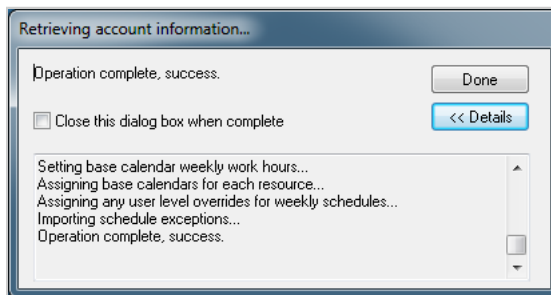 Retrieving account information...
Operation complete, success.
Done
Close this dialog box when complete
<< Details
Setting base calendar weekly work hours...
Assigning base calendars for each resource...
Assigning any user level overrides for weekly schedules...
Importing schedule exceptions...
Operation complete, success.